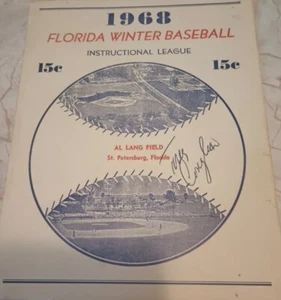 1968
FLORIDA WINTER BASEBALL
INSTRUCTIONAL LEAGUE
15c 15c
AL LANG FIELD
St. Petersburg, Florida